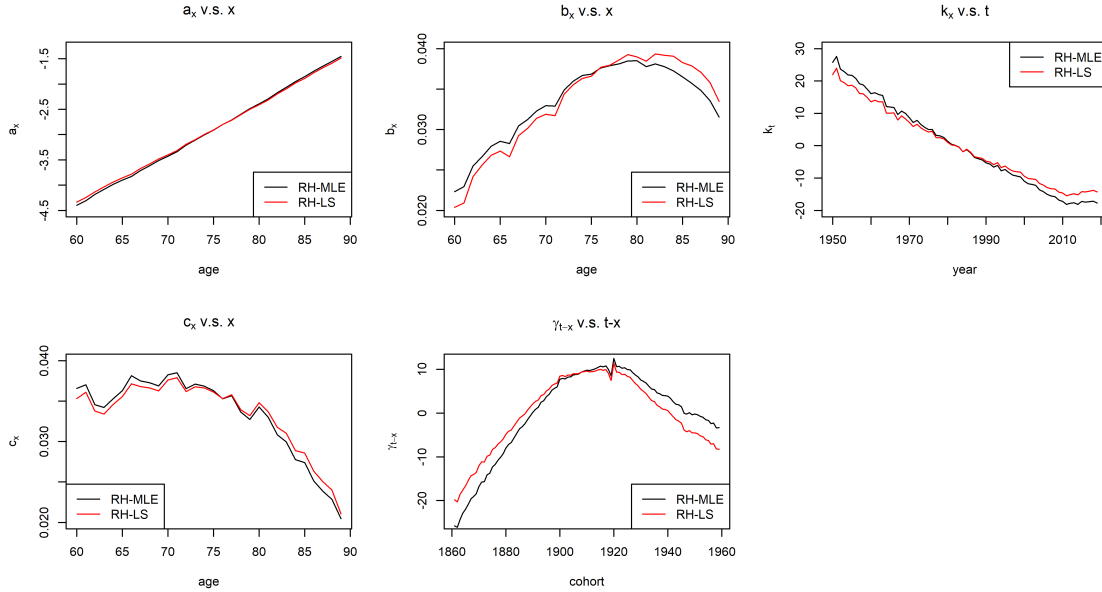 aₓ v.s. x
aₓ
-4.5 -3.5 -2.5 -1.5
60 65 70 75 80 85 90
age
RH-MLE
RH-LS
bₓ v.s. x
bₓ
0.020 0.030 0.040
60 65 70 75 80 85 90
age
RH-MLE
RH-LS
kₓ v.s. t
kₜ
-20 -10 0 10 20 30
1950 1970 1990 2010
year
RH-MLE
RH-LS
cₓ v.s. x
cₓ
0.020 0.030 0.040
60 65 70 75 80 85 90
age
RH-MLE
RH-LS
γₜ₋ₓ v.s. t-x
γₜ₋ₓ
-20 -10 0 10
1860 1880 1900 1920 1940 1960
cohort
RH-MLE
RH-LS